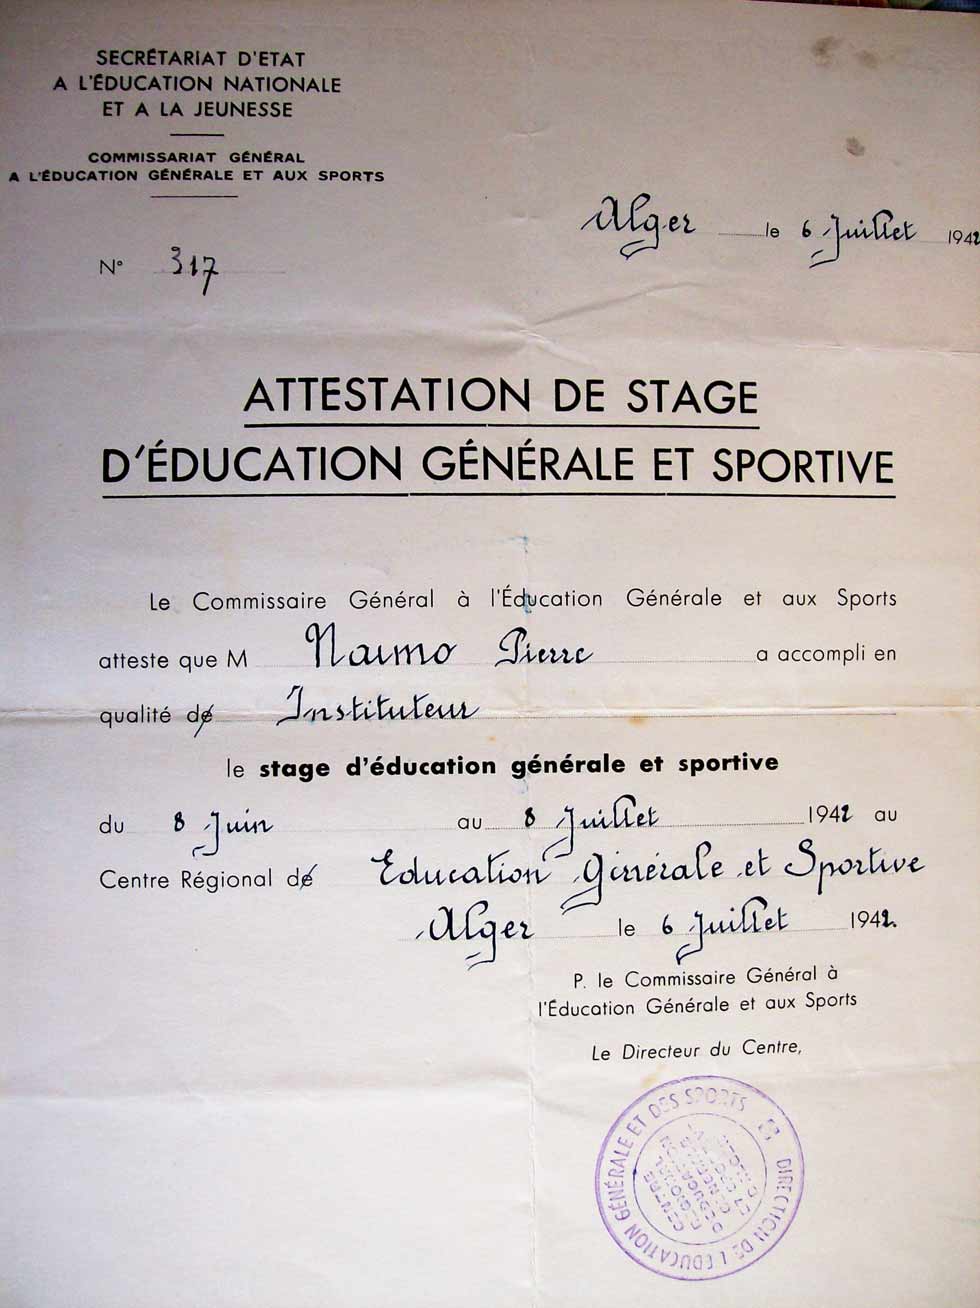 SECRÉTARIAT D'ETAT
A L'ÉDUCATION NATIONALE
ET A LA JEUNESSE
COMMISSARIAT GÉNÉRAL
A L'ÉDUCATION GÉNÉRALE ET AUX SPORTS
Alger le 6 Juillet 1942
N° 317
ATTESTATION DE STAGE
D'ÉDUCATION GÉNÉRALE ET SPORTIVE
Le Commissaire Général à l'Éducation Générale et aux Sports
atteste que M Naimo Pierre a accompli en
qualité de Instituteur
le stage d'éducation générale et sportive
du 8 Juin au 8 Juillet 1942 au
Centre Régional de Education Générale et Sportive
Alger le 6 Juillet 1942.
P. le Commissaire Général à
l'Éducation Générale et aux Sports
Le Directeur du Centre,
DIRECTION DE L'ÉDUCATION GÉNÉRALE ET DES SPORTS
CENTRE
RÉGIONAL